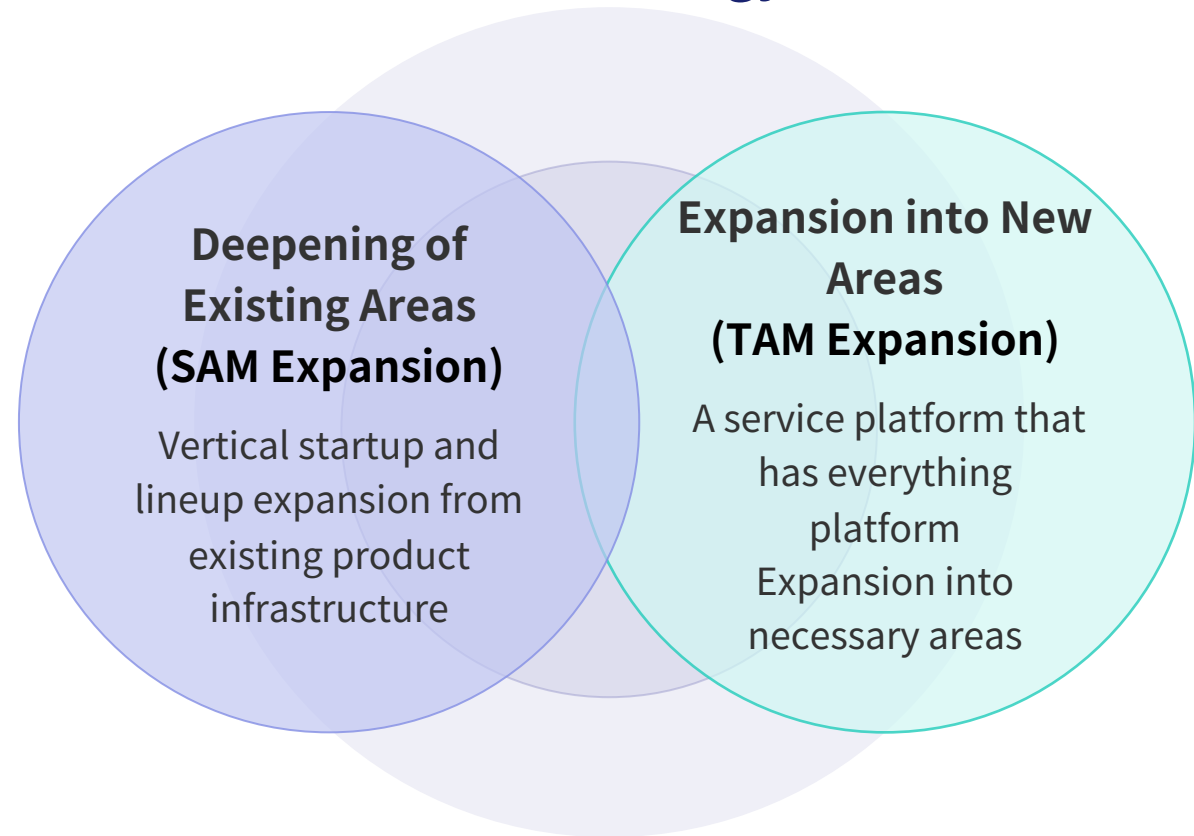 Deepening of
Existing Areas
(SAM Expansion)
Vertical startup and
lineup expansion from
existing product
infrastructure
Expansion into New
Areas
(TAM Expansion)
A service platform that
has everything
platform
Expansion into
necessary areas